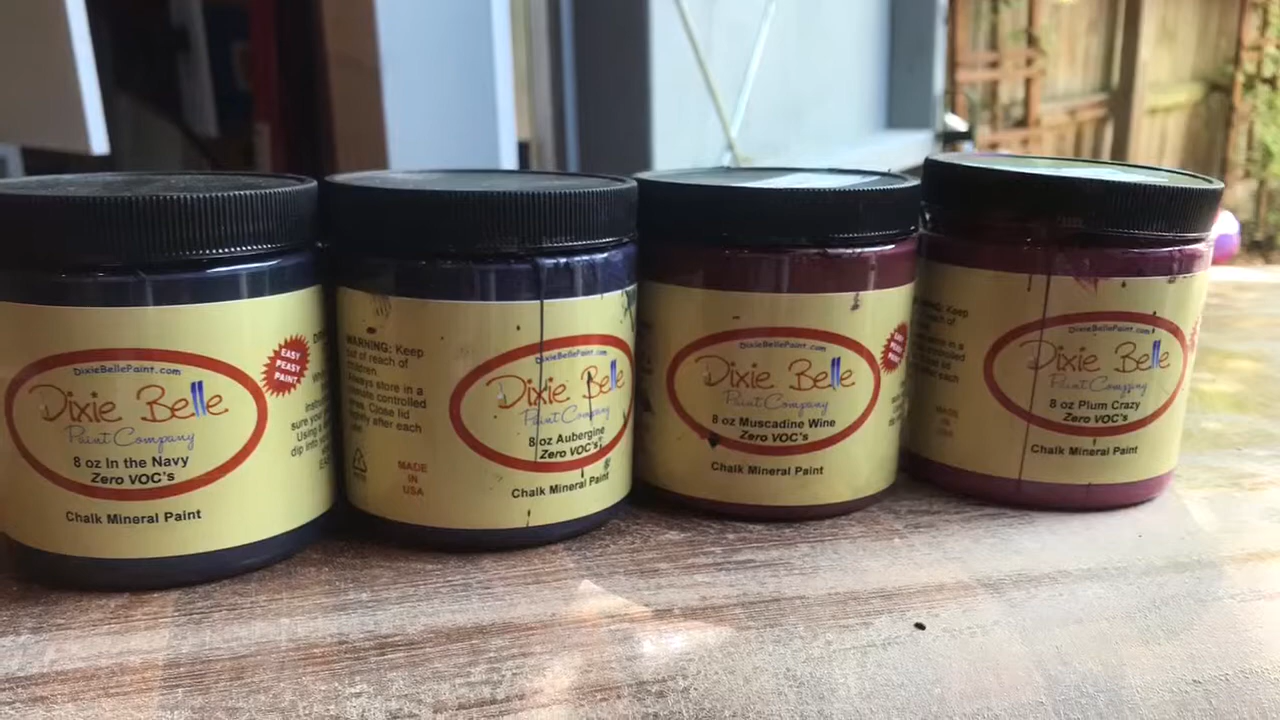 DixieBellePaint.com
Dixie Belle
Paint Company
8 oz In the Navy
Zero VOC's
Chalk Mineral Paint
EASY
PEASY
PAINT
WARNING: Keep
out of reach of
children.
Always store in a
climate controlled
area. Close lid
after each
MADE
IN
USA
DixieBellePaint.com
Dixie Belle
Paint Company
8 oz Aubergine
Zero VOC's
Chalk Mineral Paint
DixieBellePaint.com
Dixie Belle
Paint Company
8 oz Muscadine Wine
Zero VOC's
Chalk Mineral Paint
Keep
MADE
IN
USA
DixieBellePaint.com
Dixie Belle
Paint Company
8 oz Plum Crazy
Zero VOC's
Chalk Mineral Paint